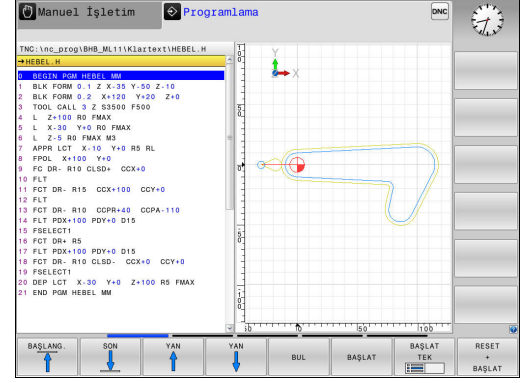 Manuel İşletim
Programlama
DNC
TNC:\nc_prog\BHB_ML11\Klartext\HEBEL.H
→HEBEL.H
0 BEGIN PGM HEBEL MM
1 BLK FORM 0.1 Z X-35 Y-50 Z-10
2 BLK FORM 0.2 X+120 Y+20 Z+0
3 TOOL CALL 3 Z S3500 F500
4 L Z+100 R0 FMAX
5 L X-30 Y+0 R0 FMAX
6 L Z-5 R0 FMAX M3
7 APPR LCT X-10 Y+0 R5 RL
8 FPOL X+100 Y+0
9 FC DR- R10 CLSD+ CCX+0
10 FLT
11 FCT DR- R15 CCX+100 CCY+0
12 FLT
13 FCT DR- R10 CCPR+40 CCPA-110
14 FLT PDX+100 PDY+0 D15
15 FSELECT1
16 FCT DR+ R5
17 FLT PDX+100 PDY+0 D15
18 FCT DR- R10 CLSD- CCX+0 CCY+0
19 FSELECT1
20 DEP LCT X-30 Y+0 Z+100 R5 FMAX
21 END PGM HEBEL MM
Y
X
0
50
100
BAŞLANG.
SON
YAN
YAN
BUL
BAŞLAT
BAŞLAT
TEK
RESET
+
BAŞLAT